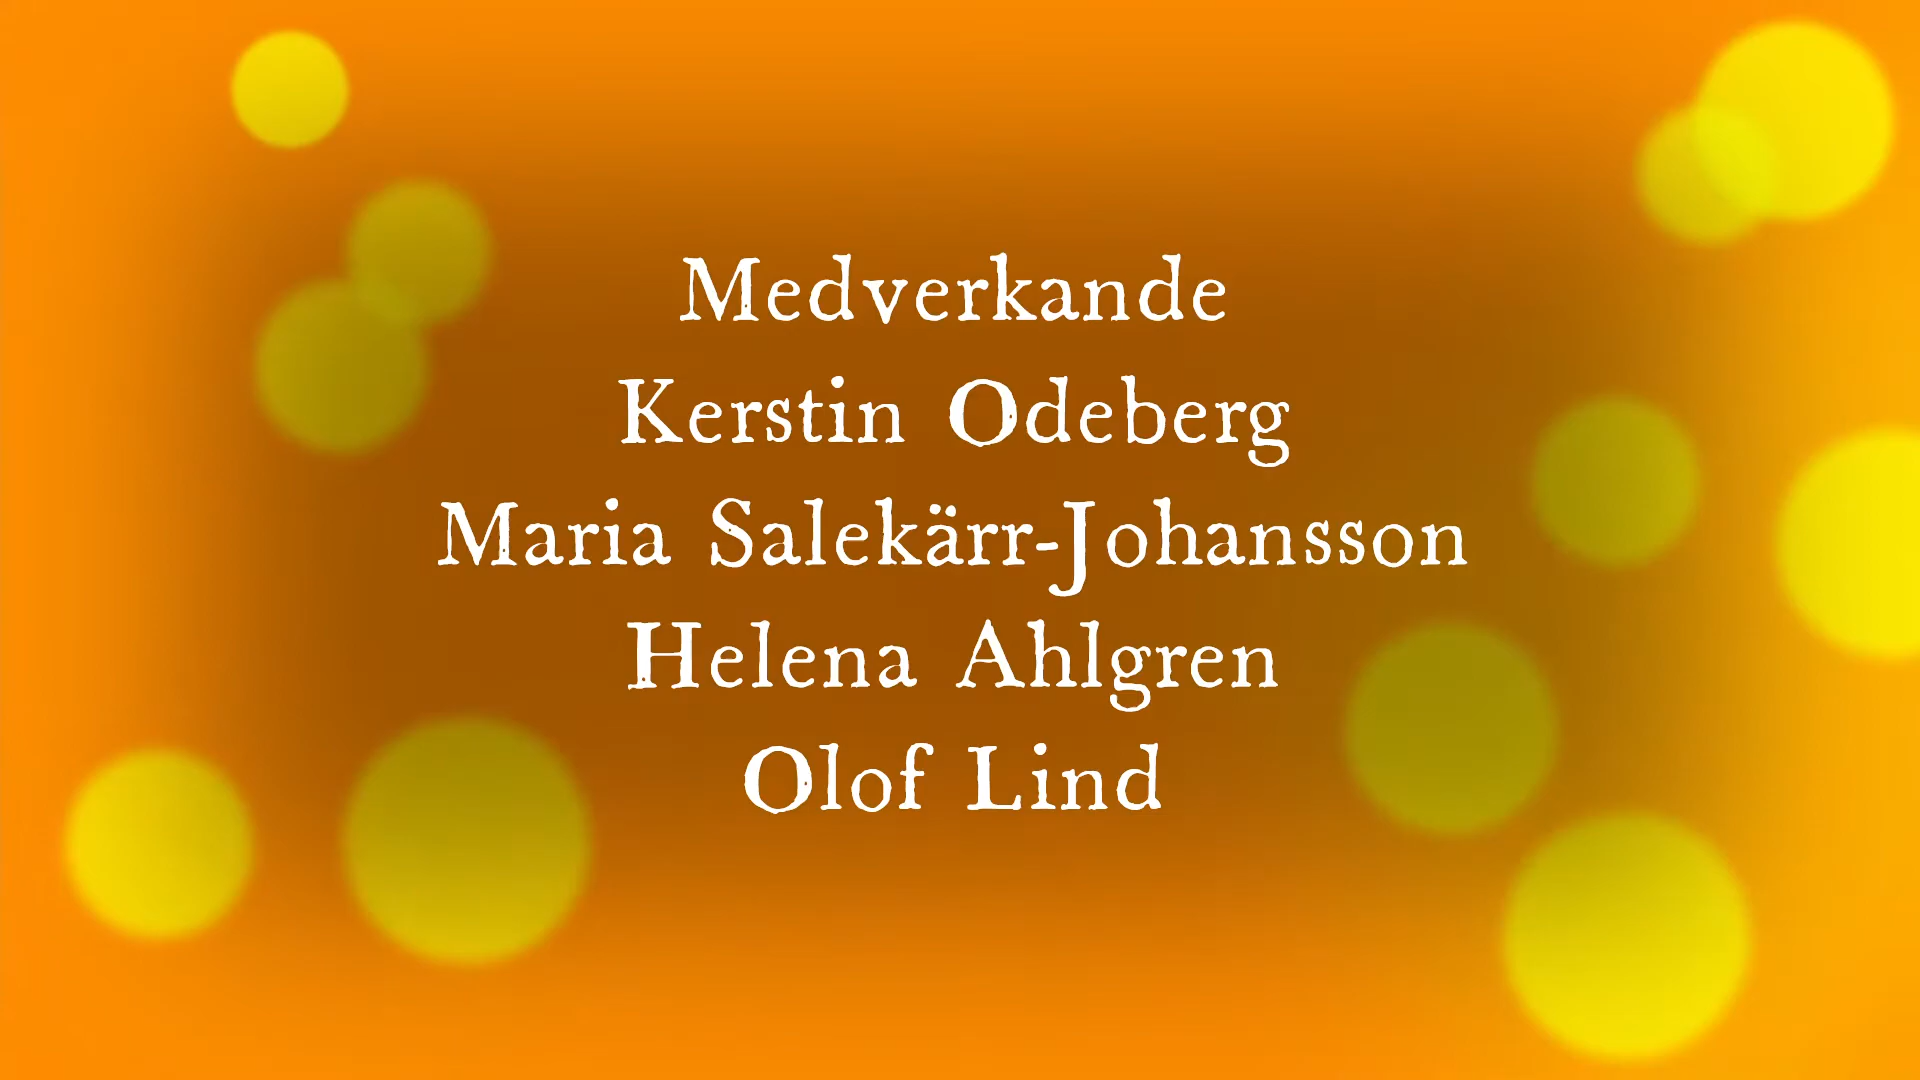 Medverkande
Kerstin Odeberg
Maria Salekärr-Johansson
Helena Ahlgren
Olof Lind